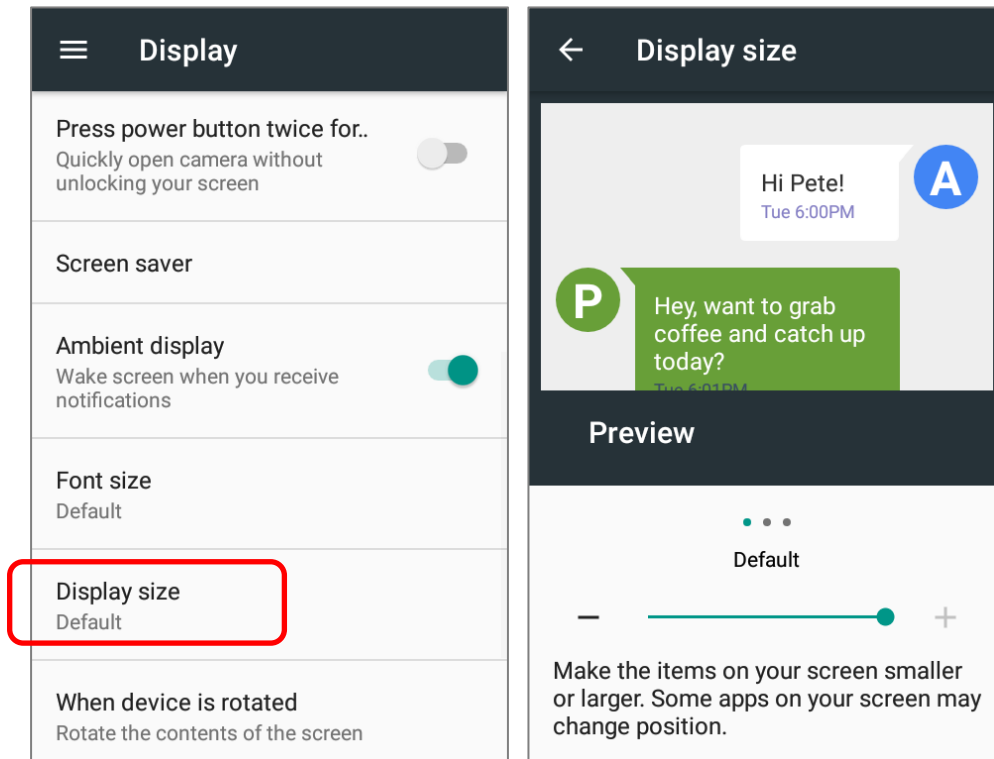 Display
Press power button twice for..
Quickly open camera without
unlocking your screen
Screen saver
Ambient display
Wake screen when you receive
notifications
Font size
Default
Display size
Default
When device is rotated
Rotate the contents of the screen
Display size
Hi Pete!
Tue 6:00PM
A
P
Hey, want to grab
coffee and catch up
today?
Tue 6:01PM
Preview
Default
Make the items on your screen smaller
or larger. Some apps on your screen may
change position.